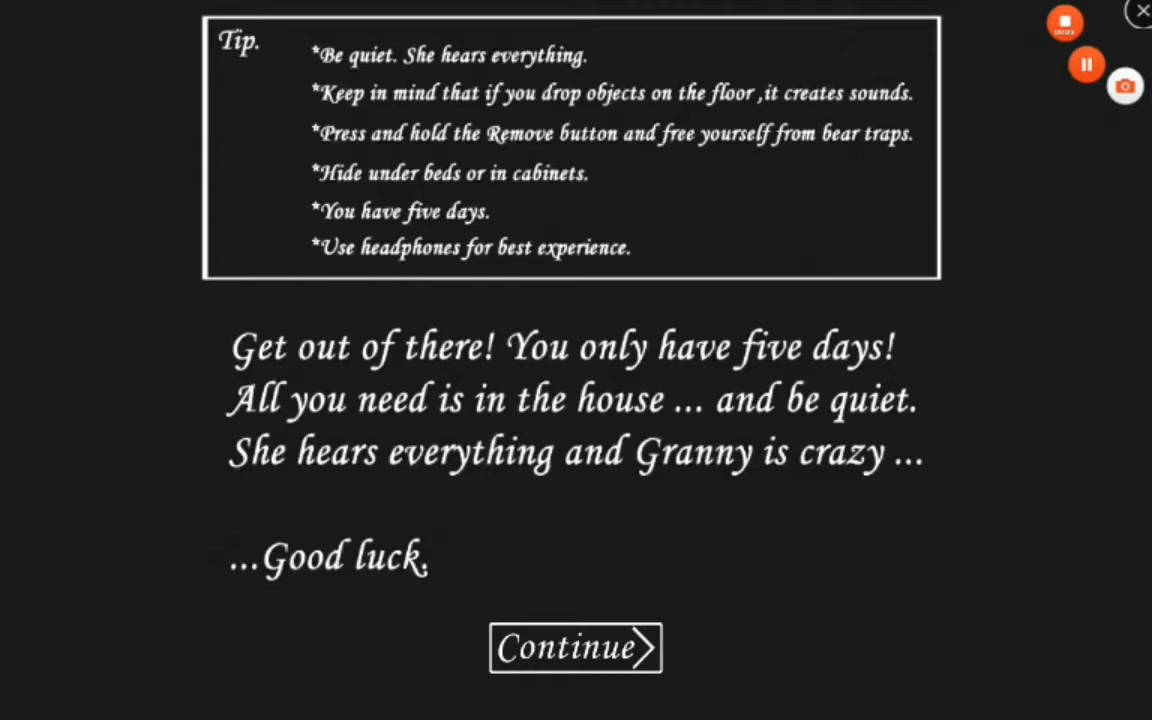 Tip.
*Be quiet. She hears everything.
*Keep in mind that if you drop objects on the floor ,it creates sounds.
*Press and hold the Remove button and free yourself from bear traps.
*Hide under beds or in cabinets.
*You have five days.
*Use headphones for best experience.
Get out of there! You only have five days!
All you need is in the house ... and be quiet.
She hears everything and Granny is crazy ...
...Good luck.
Continue